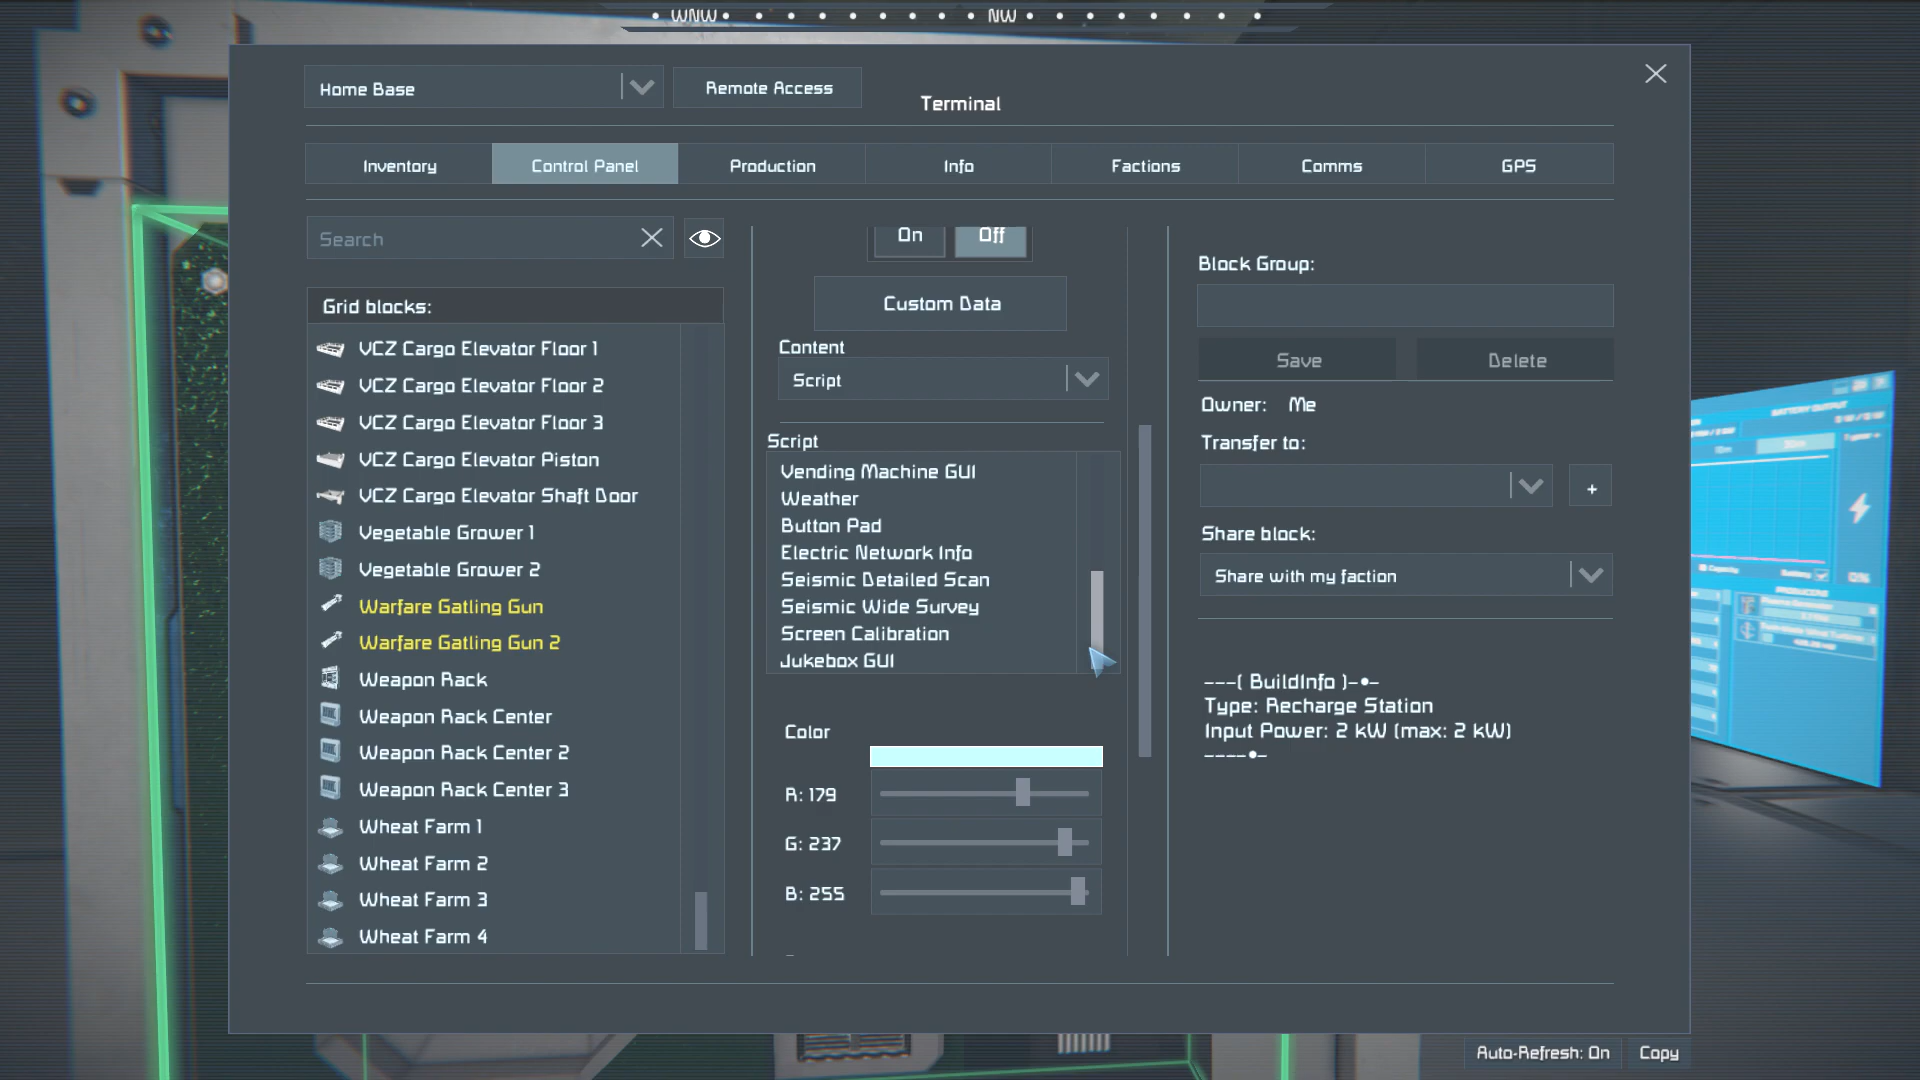 WNW NW
Home Base
Remote Access
Terminal
Inventory
Control Panel
Production
Info
Factions
Comms
GPS
Search
Grid blocks:
VCZ Cargo Elevator Floor 1
VCZ Cargo Elevator Floor 2
VCZ Cargo Elevator Floor 3
VCZ Cargo Elevator Piston
VCZ Cargo Elevator Shaft Door
Vegetable Grower 1
Vegetable Grower 2
Warfare Gatling Gun
Warfare Gatling Gun 2
Weapon Rack
Weapon Rack Center
Weapon Rack Center 2
Weapon Rack Center 3
Wheat Farm 1
Wheat Farm 2
Wheat Farm 3
Wheat Farm 4
On
Off
Custom Data
Content
Script
Script
Vending Machine GUI
Weather
Button Pad
Electric Network Info
Seismic Detailed Scan
Seismic Wide Survey
Screen Calibration
Jukebox GUI
Color
R: 179
G: 237
B: 255
Block Group:
Save
Delete
Owner: Me
Transfer to:
+
Share block:
Share with my faction
---( BuildInfo )-•-
Type: Recharge Station
Input Power: 2 kW (max: 2 kW)
----•-
BATTERY OUTPUT
Auto-Refresh: On
Copy